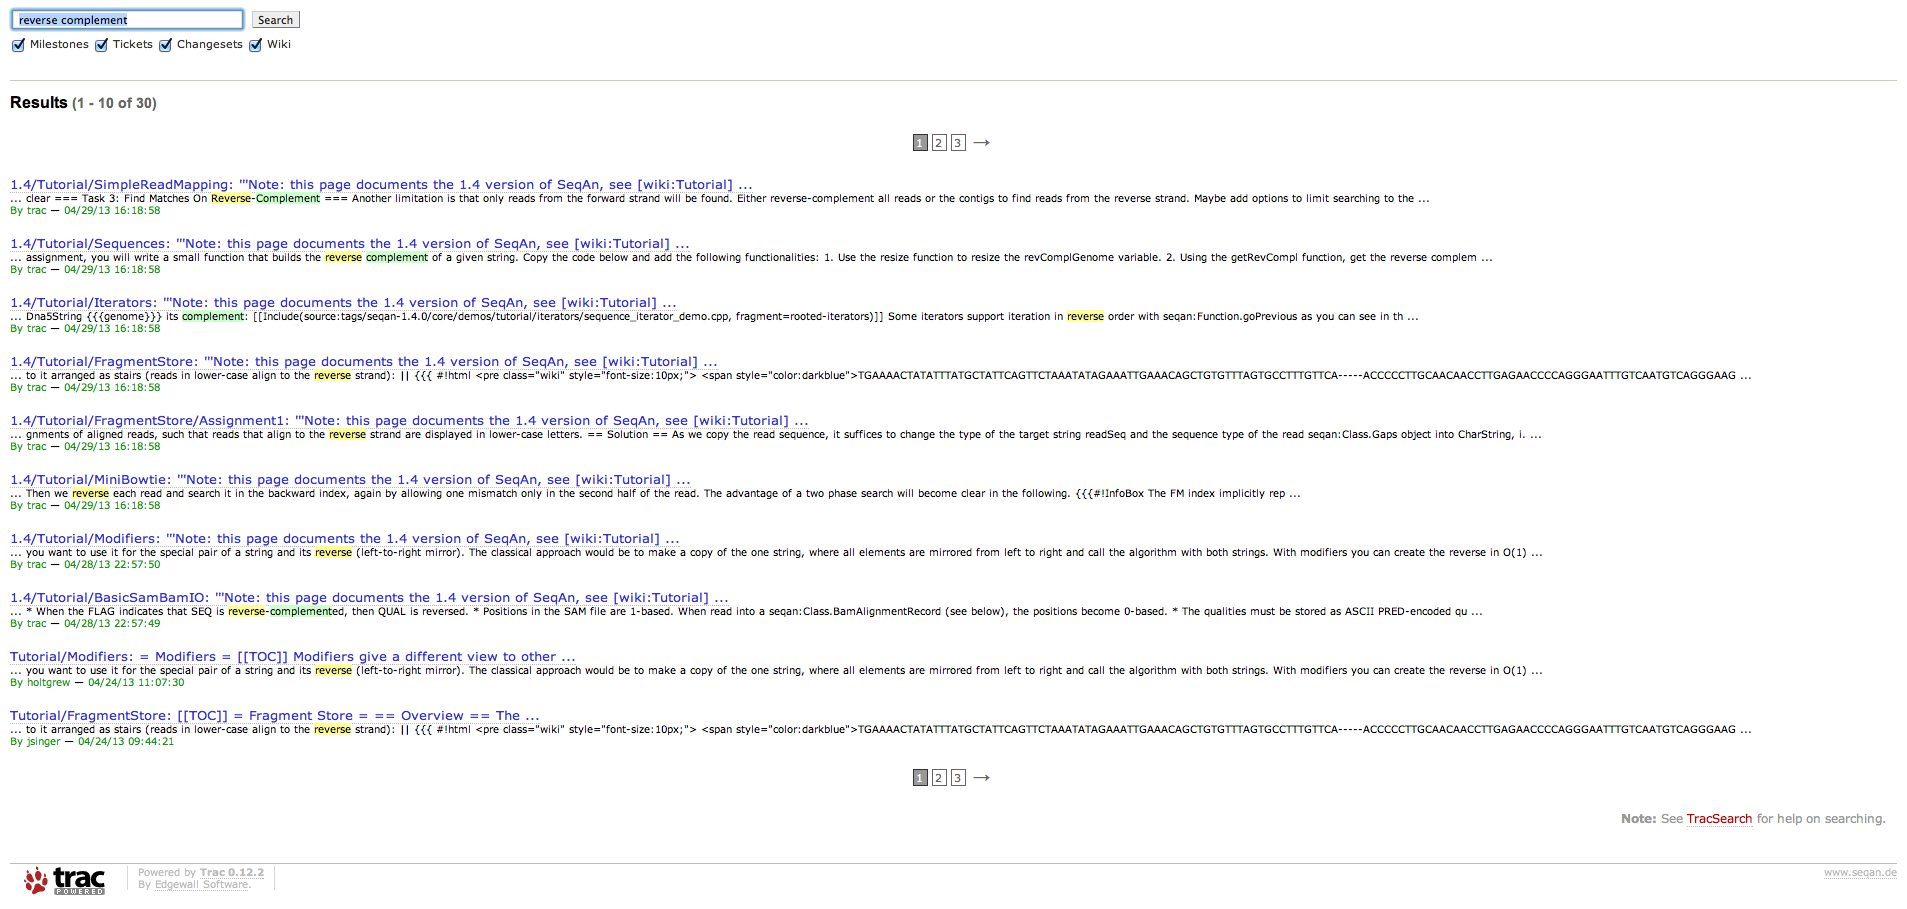 reverse complement Search
Milestones Tickets Changesets Wiki
Results (1 - 10 of 30)
1 2 3 →
1.4/Tutorial/SimpleReadMapping: '''Note: this page documents the 1.4 version of SeqAn, see [wiki:Tutorial] ...
... clear === Task 3: Find Matches On Reverse-Complement === Another limitation is that only reads from the forward strand will be found. Either reverse-complement all reads or the contigs to find reads from the reverse strand. Maybe add options to limit searching to the ...
By trac — 04/29/13 16:18:58
1.4/Tutorial/Sequences: '''Note: this page documents the 1.4 version of SeqAn, see [wiki:Tutorial] ...
... assignment, you will write a small function that builds the reverse complement of a given string. Copy the code below and add the following functionalities: 1. Use the resize function to resize the revComplGenome variable. 2. Using the getRevCompl function, get the reverse complem ...
By trac — 04/29/13 16:18:58
1.4/Tutorial/Iterators: '''Note: this page documents the 1.4 version of SeqAn, see [wiki:Tutorial] ...
... Dna5String {{{genome}}} its complement: [[Include(source:tags/seqan-1.4.0/core/demos/tutorial/iterators/sequence_iterator_demo.cpp, fragment=rooted-iterators)]] Some iterators support iteration in reverse order with seqan:Function.goPrevious as you can see in th ...
By trac — 04/29/13 16:18:58
1.4/Tutorial/FragmentStore: '''Note: this page documents the 1.4 version of SeqAn, see [wiki:Tutorial] ...
... to it arranged as stairs (reads in lower-case align to the reverse strand): || {{{ #!html <pre class="wiki" style="font-size:10px;"> <span style="color:darkblue">TGAAAACTATATTTATGCTATTCAGTTCTAAATATAGAAATTGAAACAGCTGTGTTTAGTGCCTTTGTTCA-----ACCCCCTTGCAACAACCTTGAGAACCCCAGGGAATTTGTCAATGTCAGGGAAG ...
By trac — 04/29/13 16:18:58
1.4/Tutorial/FragmentStore/Assignment1: '''Note: this page documents the 1.4 version of SeqAn, see [wiki:Tutorial] ...
... gnments of aligned reads, such that reads that align to the reverse strand are displayed in lower-case letters. == Solution == As we copy the read sequence, it suffices to change the type of the target string readSeq and the sequence type of the read seqan:Class.Gaps object into CharString, i. ...
By trac — 04/29/13 16:18:58
1.4/Tutorial/MiniBowtie: '''Note: this page documents the 1.4 version of SeqAn, see [wiki:Tutorial] ...
... Then we reverse each read and search it in the backward index, again by allowing one mismatch only in the second half of the read. The advantage of a two phase search will become clear in the following. {{{#!InfoBox The FM index implicitly rep ...
By trac — 04/29/13 16:18:58
1.4/Tutorial/Modifiers: '''Note: this page documents the 1.4 version of SeqAn, see [wiki:Tutorial] ...
... you want to use it for the special pair of a string and its reverse (left-to-right mirror). The classical approach would be to make a copy of the one string, where all elements are mirrored from left to right and call the algorithm with both strings. With modifiers you can create the reverse in O(1) ...
By trac — 04/28/13 22:57:50
1.4/Tutorial/BasicSamBamIO: '''Note: this page documents the 1.4 version of SeqAn, see [wiki:Tutorial] ...
... * When the FLAG indicates that SEQ is reverse-complemented, then QUAL is reversed. * Positions in the SAM file are 1-based. When read into a seqan:Class.BamAlignmentRecord (see below), the positions become 0-based. * The qualities must be stored as ASCII PRED-encoded qu ...
By trac — 04/28/13 22:57:49
Tutorial/Modifiers: = Modifiers = [[TOC]] Modifiers give a different view to other ...
... you want to use it for the special pair of a string and its reverse (left-to-right mirror). The classical approach would be to make a copy of the one string, where all elements are mirrored from left to right and call the algorithm with both strings. With modifiers you can create the reverse in O(1) ...
By holtgrew — 04/24/13 11:07:30
Tutorial/FragmentStore: [[TOC]] = Fragment Store = == Overview == The ...
... to it arranged as stairs (reads in lower-case align to the reverse strand): || {{{ #!html <pre class="wiki" style="font-size:10px;"> <span style="color:darkblue">TGAAAACTATATTTATGCTATTCAGTTCTAAATATAGAAATTGAAACAGCTGTGTTTAGTGCCTTTGTTCA-----ACCCCCTTGCAACAACCTTGAGAACCCCAGGGAATTTGTCAATGTCAGGGAAG ...
By jsinger — 04/24/13 09:44:21
1 2 3 →
Note: See TracSearch for help on searching.
trac POWERED
Powered by Trac 0.12.2
By Edgewall Software.
www.seqan.de